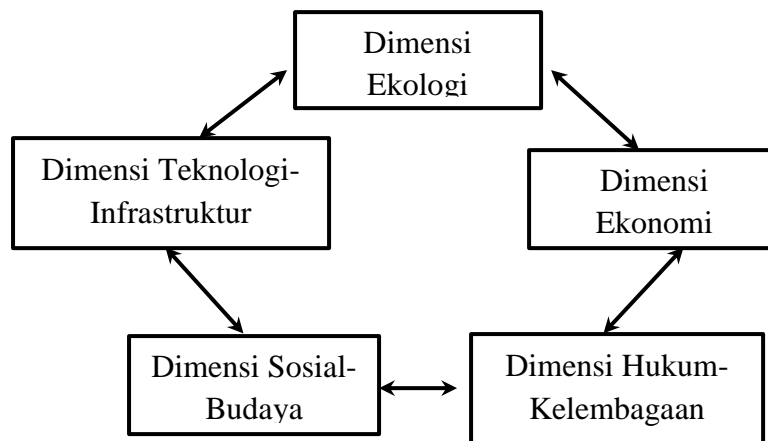 Dimensi
Ekologi
Dimensi Teknologi-
Infrastruktur
Dimensi
Ekonomi
Dimensi Sosial-
Budaya
Dimensi Hukum-
Kelembagaan